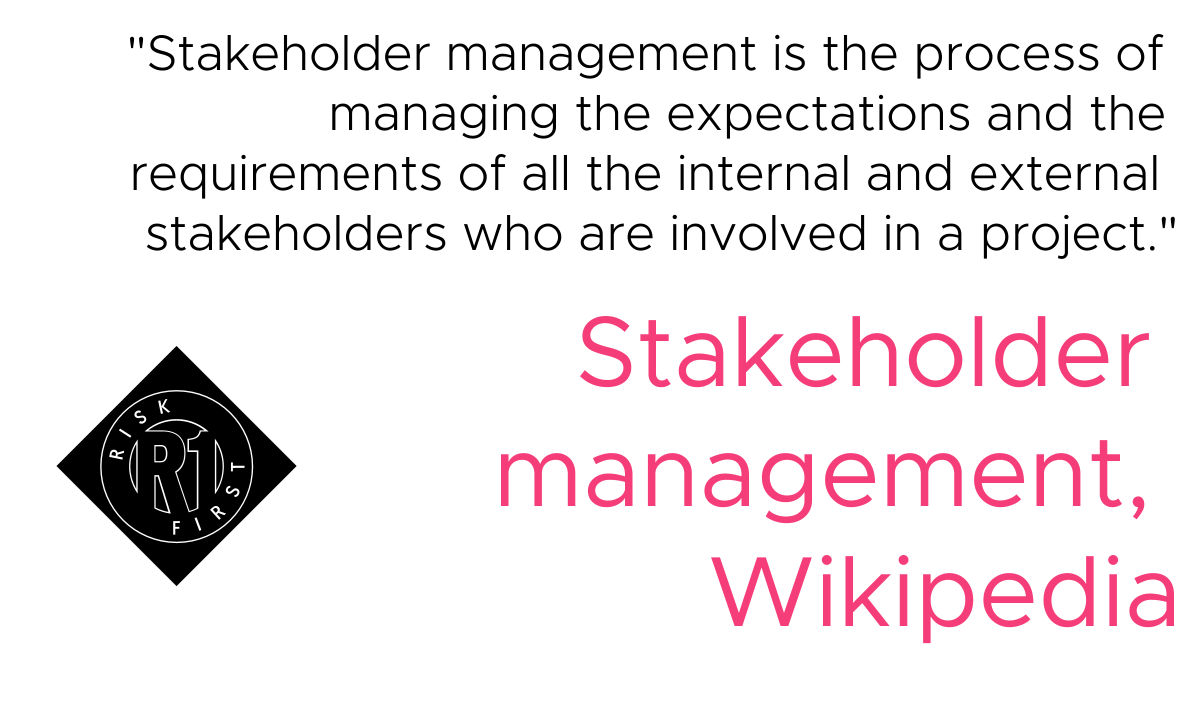 "Stakeholder management is the process of
managing the expectations and the
requirements of all the internal and external
stakeholders who are involved in a project."
Stakeholder
management,
Wikipedia
RISK
R1
FIRST